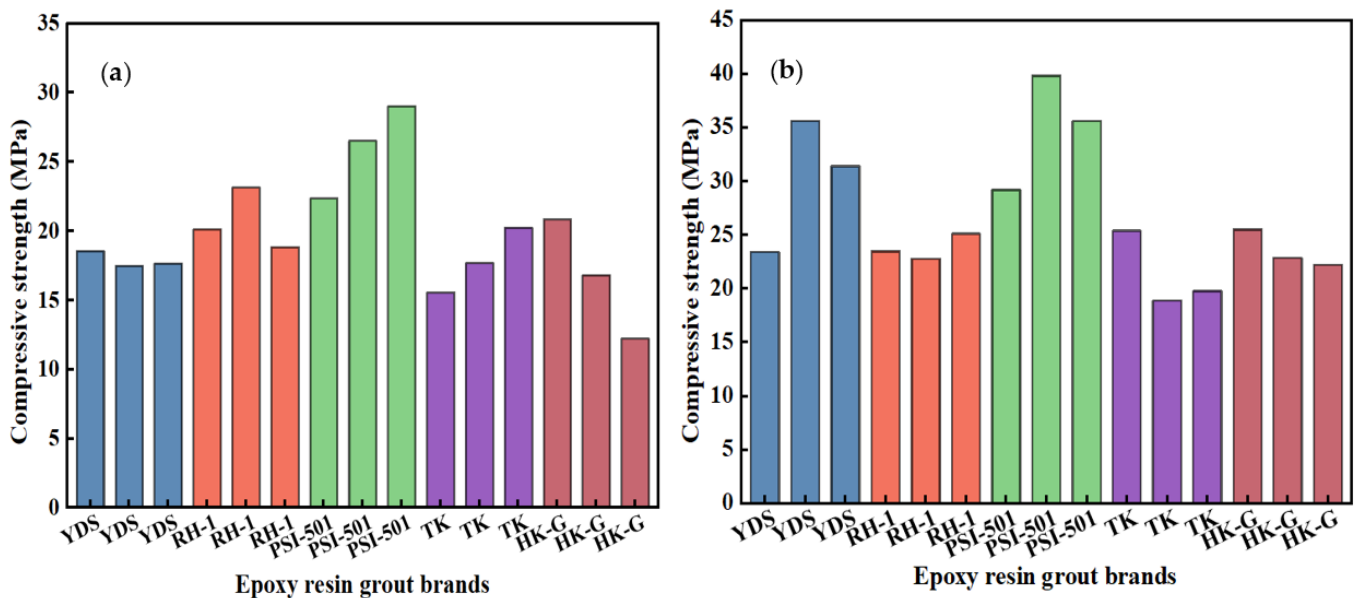 (a)
Compressive strength (MPa)
35
30
25
20
15
10
5
0
YDS YDS YDS RH-1 RH-1 RH-1 PSI-501 PSI-501 PSI-501 TK TK TK HK-G HK-G HK-G
Epoxy resin grout brands
(b)
Compressive strength (MPa)
45
40
35
30
25
20
15
10
5
0
YDS YDS YDS RH-1 RH-1 RH-1 PSI-501 PSI-501 PSI-501 TK TK TK HK-G HK-G HK-G
Epoxy resin grout brands